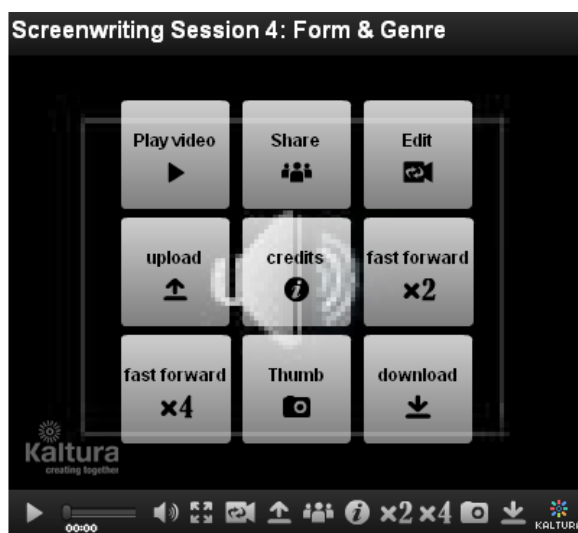 Screenwriting Session 4: Form & Genre
Play video
Share
Edit
upload
credits
fast forward
×2
fast forward
×4
Thumb
download
Kaltura
creating together
00:00
×2 ×4
KALTURA